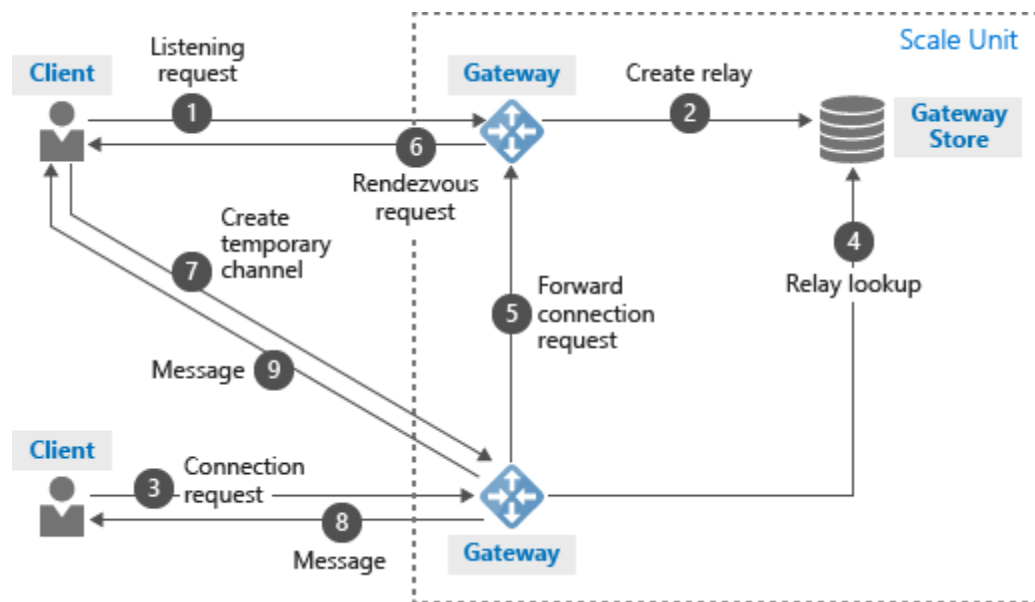 Scale Unit
Listening
request
Client
Gateway
Create relay
1
2
Gateway
Store
6
Rendezvous
request
Create
temporary
channel
7
4
Relay lookup
Forward
connection
request
5
Message
9
Client
Connection
request
3
8
Message
Gateway